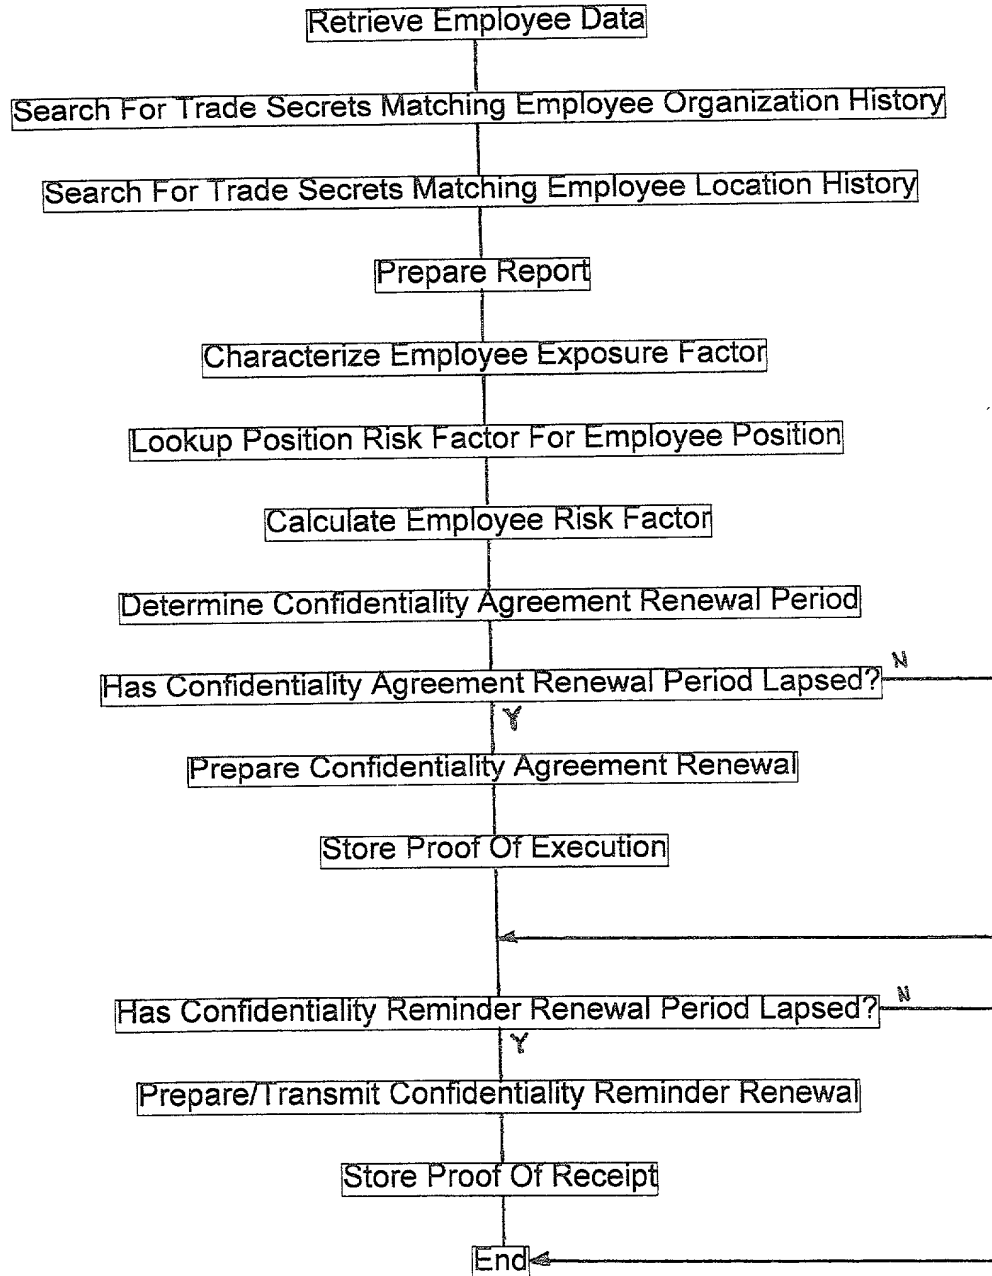 Retrieve Employee Data
Search For Trade Secrets Matching Employee Organization History
Search For Trade Secrets Matching Employee Location History
Prepare Report
Characterize Employee Exposure Factor
Lookup Position Risk Factor For Employee Position
Calculate Employee Risk Factor
Determine Confidentiality Agreement Renewal Period
N
Has Confidentiality Agreement Renewal Period Lapsed?
Y
Prepare Confidentiality Agreement Renewal
Store Proof Of Execution
N
Has Confidentiality Reminder Renewal Period Lapsed?
Y
Prepare/Transmit Confidentiality Reminder Renewal
Store Proof Of Receipt
End